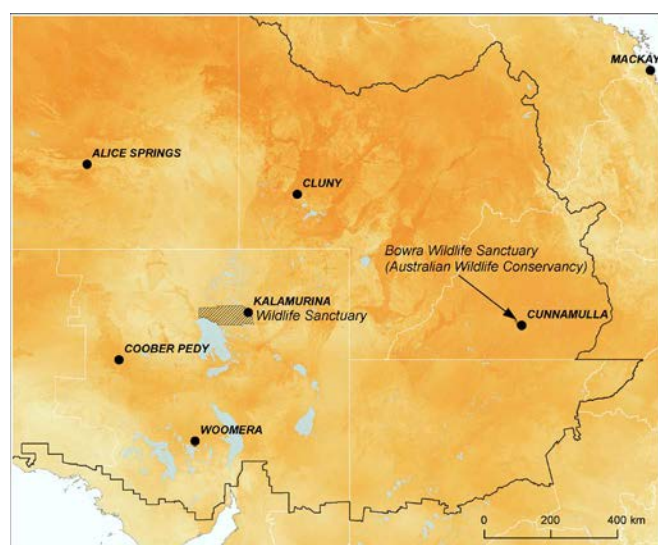 MACKAY
ALICE SPRINGS
CLUNY
Bowra Wildlife Sanctuary
(Australian Wildlife Conservancy)
KALAMURINA
Wildlife Sanctuary
CUNNAMULLA
COOBER PEDY
WOOMERA
0 200 400 km